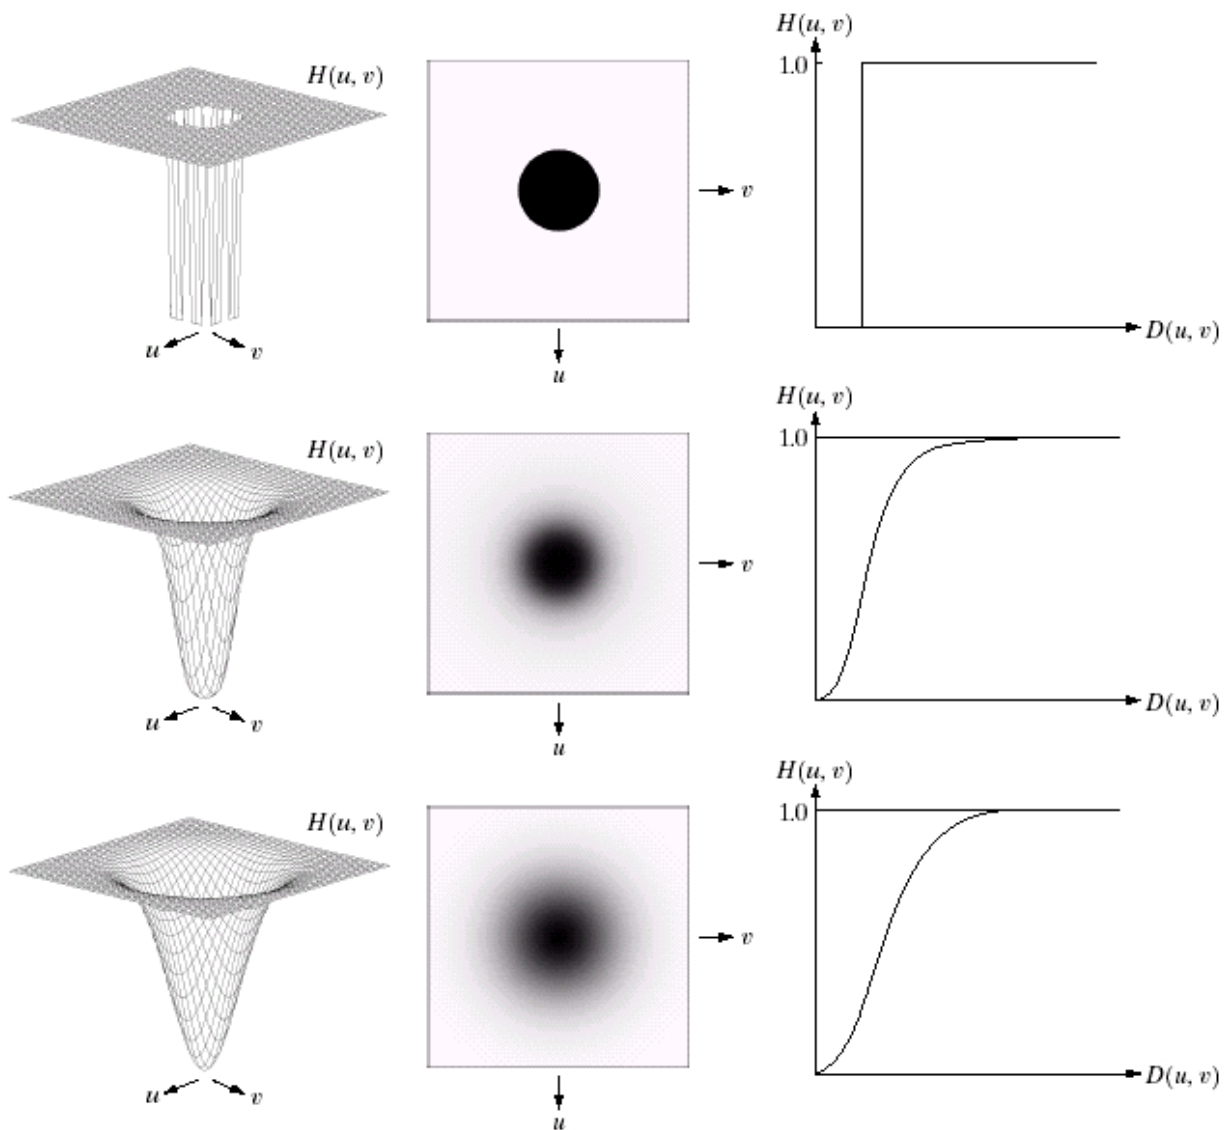 H(u, v)
H(u, v)
1.0
v
D(u, v)
u
v
u
H(u, v)
H(u, v)
1.0
v
D(u, v)
u
v
u
H(u, v)
H(u, v)
1.0
v
D(u, v)
u
v
u